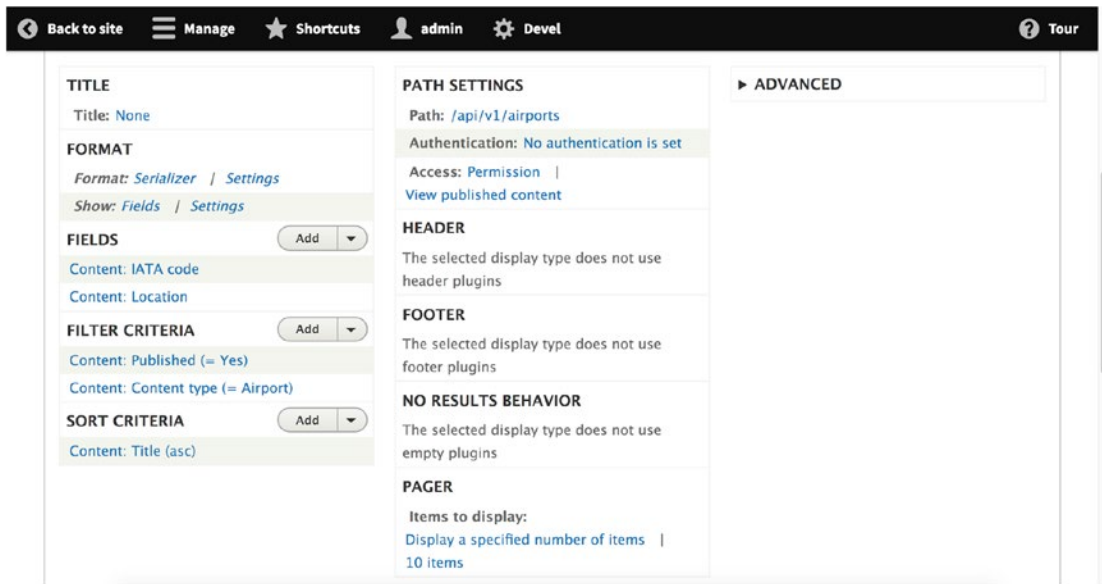 Back to site Manage Shortcuts admin Devel Tour
TITLE
Title: None
FORMAT
Format: Serializer | Settings
Show: Fields | Settings
FIELDS Add
Content: IATA code
Content: Location
FILTER CRITERIA Add
Content: Published (= Yes)
Content: Content type (= Airport)
SORT CRITERIA Add
Content: Title (asc)
PATH SETTINGS
Path: /api/v1/airports
Authentication: No authentication is set
Access: Permission |
View published content
HEADER
The selected display type does not use
header plugins
FOOTER
The selected display type does not use
footer plugins
NO RESULTS BEHAVIOR
The selected display type does not use
empty plugins
PAGER
Items to display:
Display a specified number of items |
10 items
ADVANCED